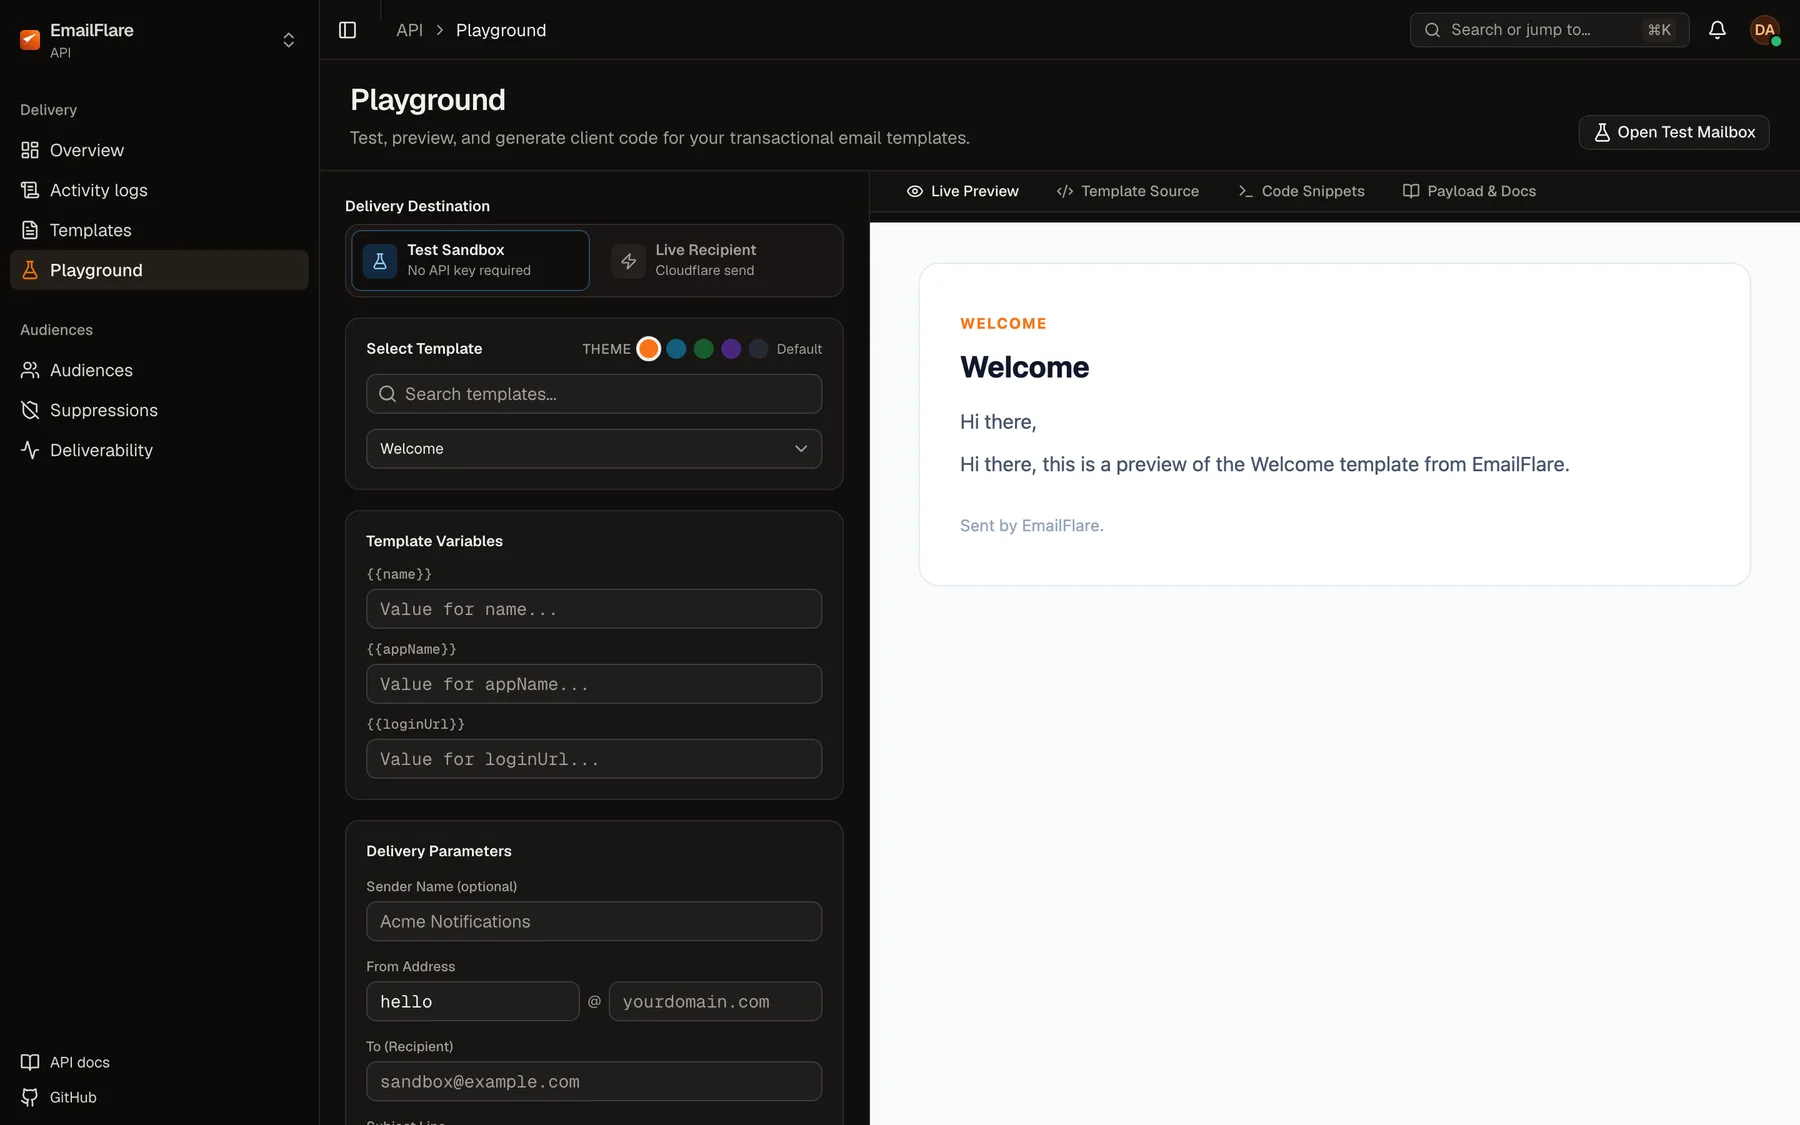 EmailFlare
API
Delivery
Overview
Activity logs
Templates
Playground
Audiences
Audiences
Suppressions
Deliverability
API docs
GitHub
API > Playground
Search or jump to... ⌘K
DA
Playground
Test, preview, and generate client code for your transactional email templates.
Open Test Mailbox
Delivery Destination
Test Sandbox
No API key required
Live Recipient
Cloudflare send
Select Template
THEME Default
Search templates...
Welcome
Template Variables
{{name}}
Value for name...
{{appName}}
Value for appName...
{{loginUrl}}
Value for loginUrl...
Delivery Parameters
Sender Name (optional)
Acme Notifications
From Address
hello @ yourdomain.com
To (Recipient)
sandbox@example.com
Subject Line
Live Preview
Template Source
Code Snippets
Payload & Docs
WELCOME
Welcome
Hi there,
Hi there, this is a preview of the Welcome template from EmailFlare.
Sent by EmailFlare.